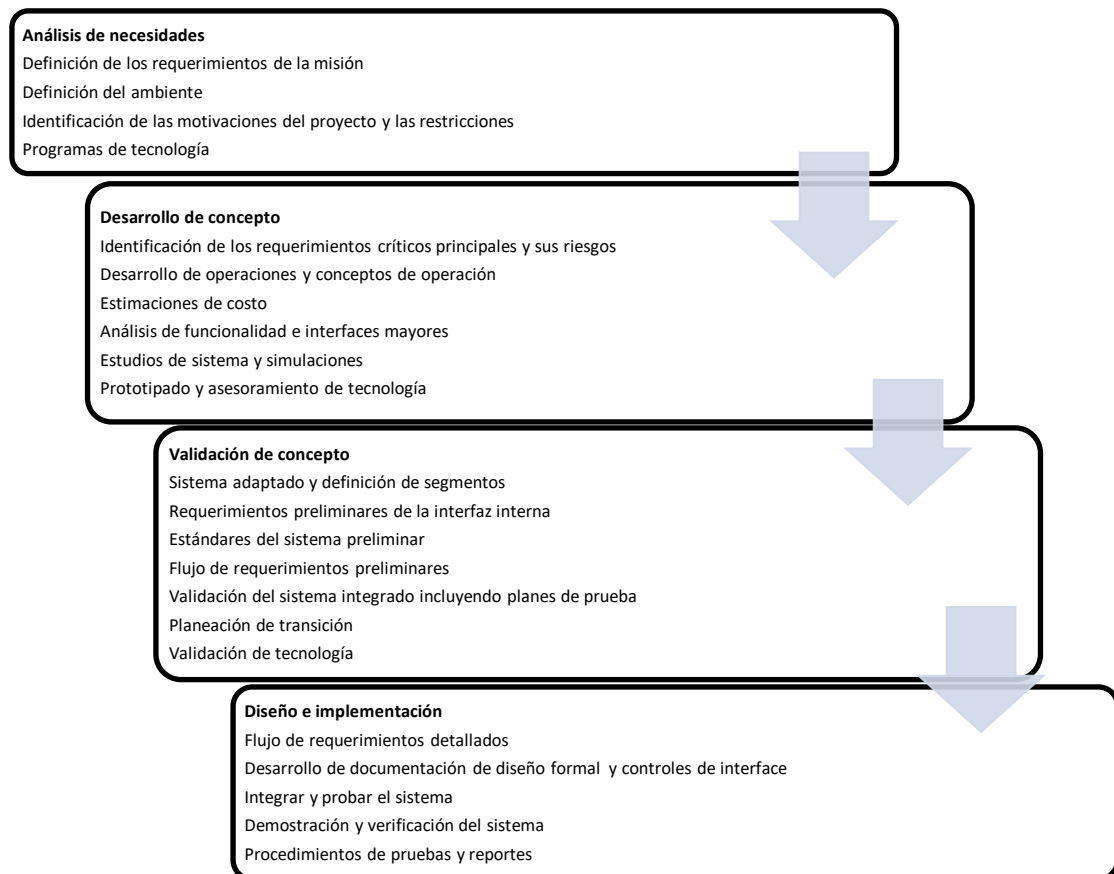 Análisis de necesidades
Definición de los requerimientos de la misión
Definición del ambiente
Identificación de las motivaciones del proyecto y las restricciones
Programas de tecnología
Desarrollo de concepto
Identificación de los requerimientos críticos principales y sus riesgos
Desarrollo de operaciones y conceptos de operación
Estimaciones de costo
Análisis de funcionalidad e interfaces mayores
Estudios de sistema y simulaciones
Prototipado y asesoramiento de tecnología
Validación de concepto
Sistema adaptado y definición de segmentos
Requerimientos preliminares de la interfaz interna
Estándares del sistema preliminar
Flujo de requerimientos preliminares
Validación del sistema integrado incluyendo planes de prueba
Planeación de transición
Validación de tecnología
Diseño e implementación
Flujo de requerimientos detallados
Desarrollo de documentación de diseño formal y controles de interface
Integrar y probar el sistema
Demostración y verificación del sistema
Procedimientos de pruebas y reportes